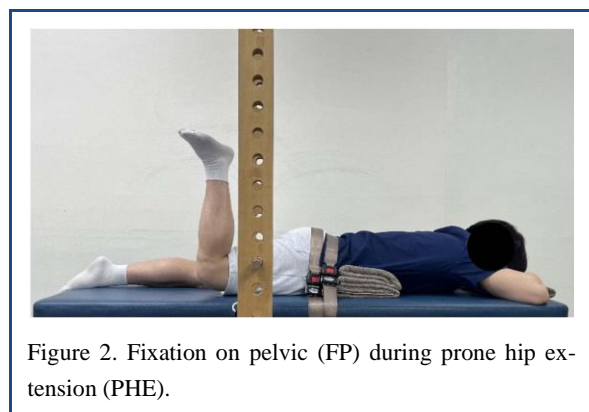 Figure 2. Fixation on pelvic (FP) during prone hip ex-
tension (PHE).